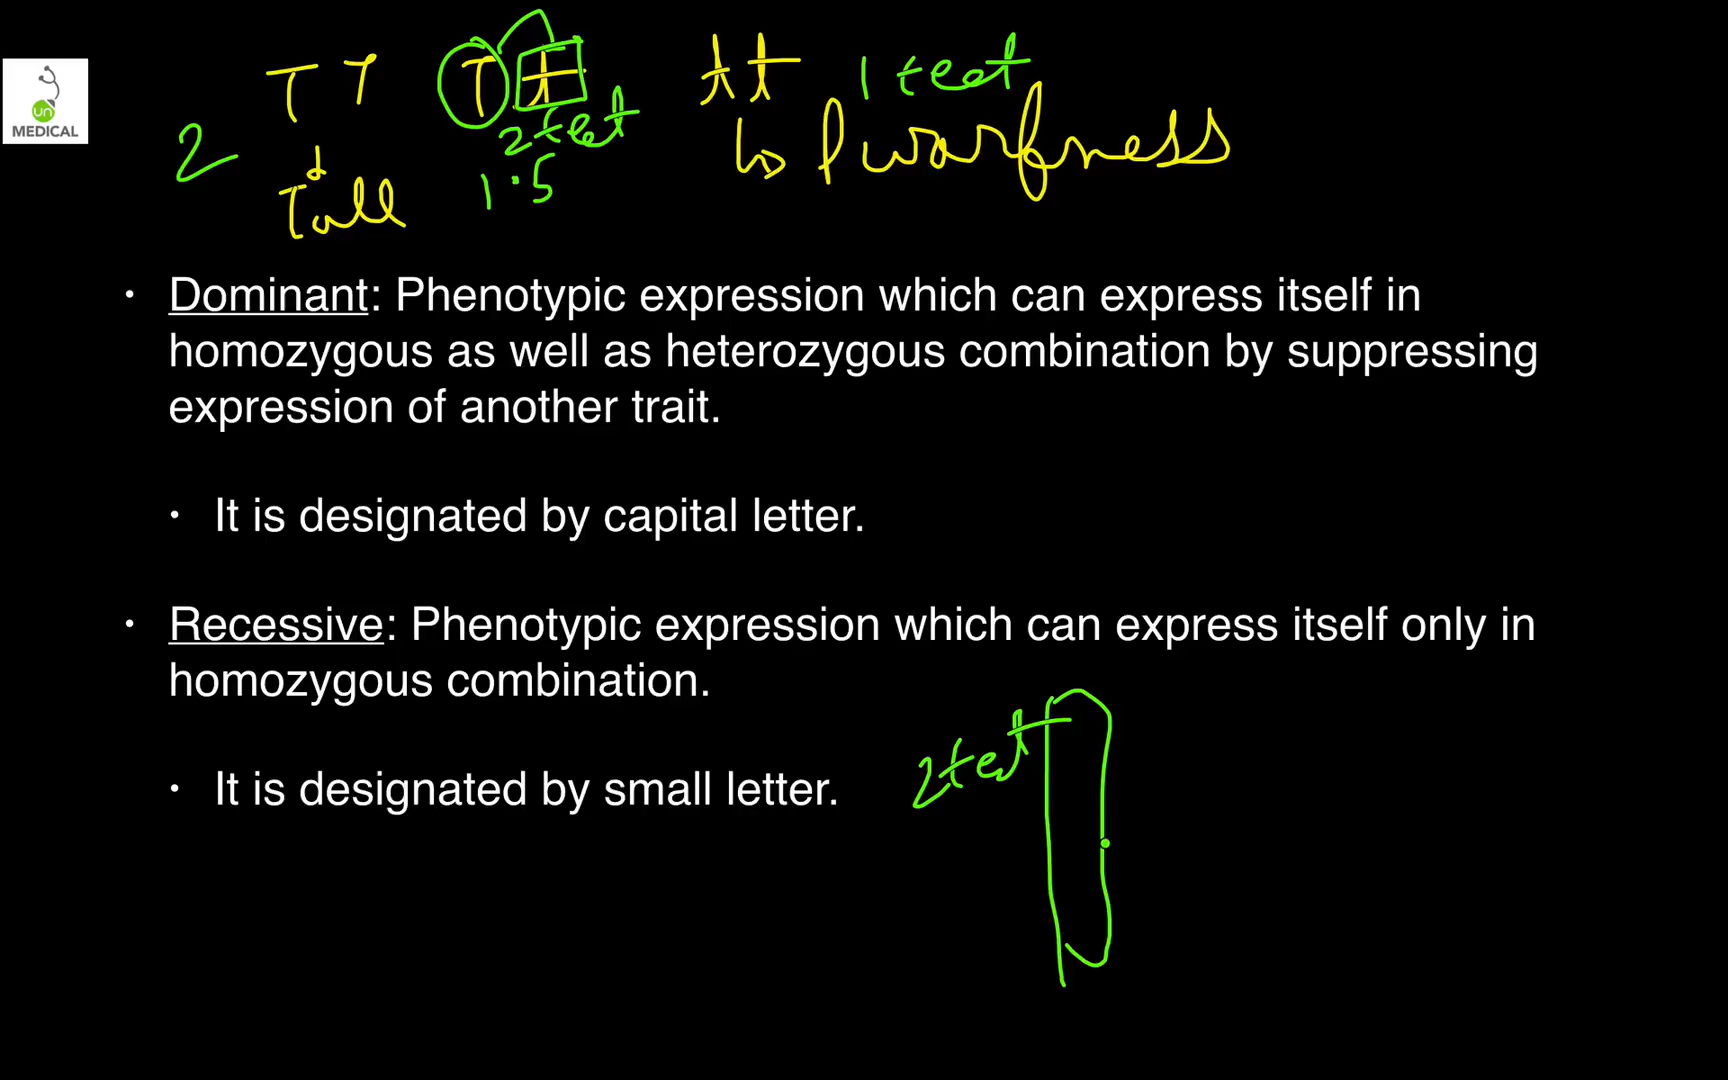 T T Tt tt 1 feet
un
MEDICAL
2 2 feet Dwarfness
1.5
Tall
• Dominant: Phenotypic expression which can express itself in
homozygous as well as heterozygous combination by suppressing
expression of another trait.
• It is designated by capital letter.
• Recessive: Phenotypic expression which can express itself only in
homozygous combination.
2 feet
• It is designated by small letter.